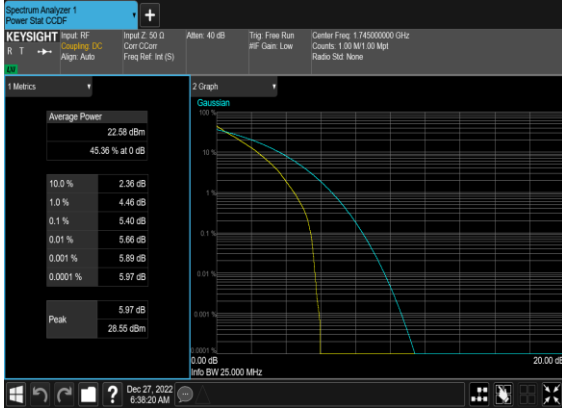 Spectrum Analyzer 1
Power Stat CCDF
KEYSIGHT
R T
Input: RF
Coupling: DC
Align: Auto
Input Z: 50 Ω
Corr CCorr
Freq Ref: Int (S)
Atten: 40 dB
Trig: Free Run
#IF Gain: Low
Center Freq: 1.745000000 GHz
Counts: 1.00 M/1.00 Mpt
Radio Std: None
1 Metrics
Average Power
22.58 dBm
45.36 % at 0 dB
10.0 % 2.36 dB
1.0 % 4.46 dB
0.1 % 5.40 dB
0.01 % 5.66 dB
0.001 % 5.89 dB
0.0001 % 5.97 dB
Peak
5.97 dB
28.55 dBm
2 Graph
Gaussian
100 %
10 %
1 %
0.1 %
0.01 %
0.001 %
0.0001 %
0.00 dB
20.00 dB
Info BW 25.000 MHz
?
Dec 27, 2022
6:38:20 AM